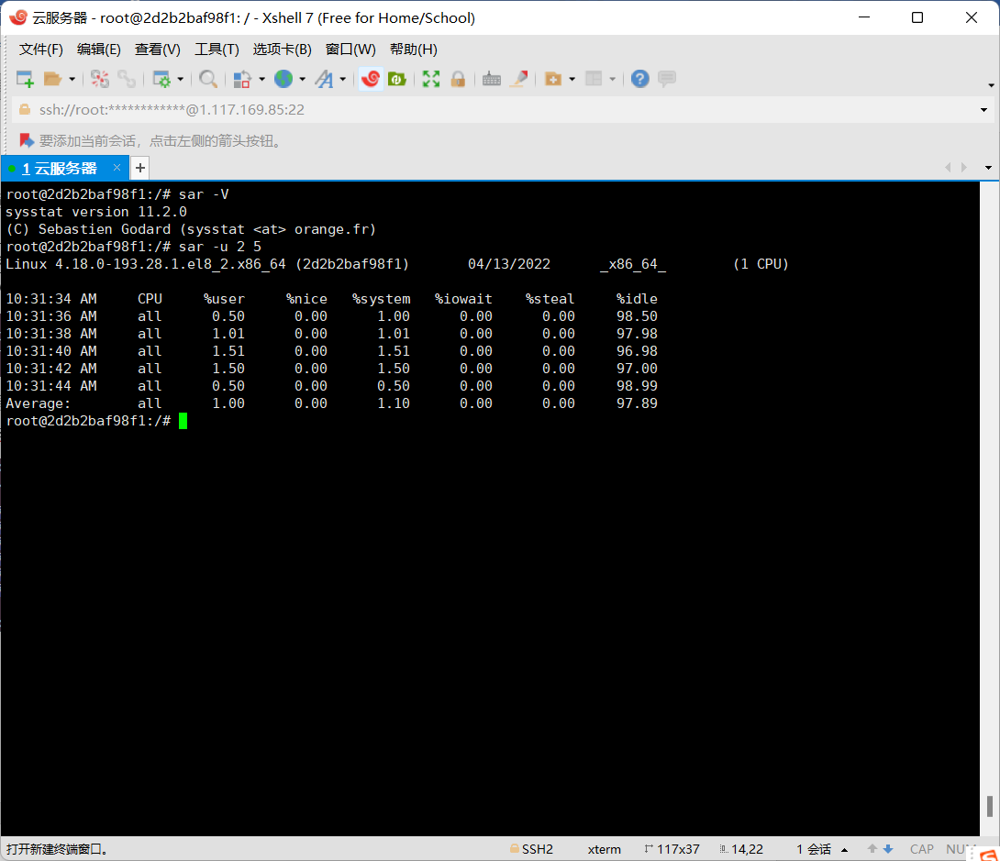 云服务器 - root@2d2b2baf98f1: / - Xshell 7 (Free for Home/School)
文件(F) 编辑(E) 查看(V) 工具(T) 选项卡(B) 窗口(W) 帮助(H)
ssh://root:************@1.117.169.85:22
要添加当前会话，点击左侧的箭头按钮。
1 云服务器
root@2d2b2baf98f1:/# sar -V
sysstat version 11.2.0
(C) Sebastien Godard (sysstat <at> orange.fr)
root@2d2b2baf98f1:/# sar -u 2 5
Linux 4.18.0-193.28.1.el8_2.x86_64 (2d2b2baf98f1) 04/13/2022 _x86_64_ (1 CPU)
10:31:34 AM CPU %user %nice %system %iowait %steal %idle
10:31:36 AM all 0.50 0.00 1.00 0.00 0.00 98.50
10:31:38 AM all 1.01 0.00 1.01 0.00 0.00 97.98
10:31:40 AM all 1.51 0.00 1.51 0.00 0.00 96.98
10:31:42 AM all 1.50 0.00 1.50 0.00 0.00 97.00
10:31:44 AM all 0.50 0.00 0.50 0.00 0.00 98.99
Average: all 1.00 0.00 1.10 0.00 0.00 97.89
root@2d2b2baf98f1:/#
打开新建终端窗口。 SSH2 xterm 117x37 14,22 1 会话 CAP